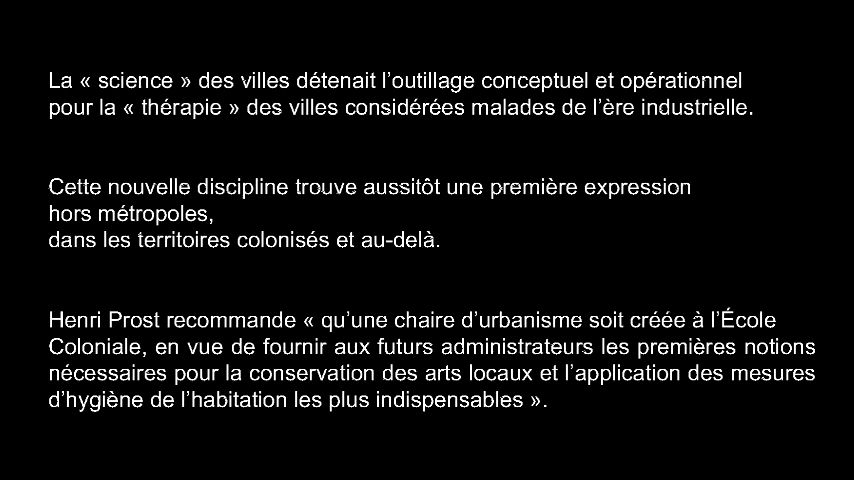 La « science » des villes détenait l’outillage conceptuel et opérationnel
pour la « thérapie » des villes considérées malades de l’ère industrielle.
Cette nouvelle discipline trouve aussitôt une première expression
hors métropoles,
dans les territoires colonisés et au-delà.
Henri Prost recommande « qu’une chaire d’urbanisme soit créée à l’École
Coloniale, en vue de fournir aux futurs administrateurs les premières notions
nécessaires pour la conservation des arts locaux et l’application des mesures
d’hygiène de l’habitation les plus indispensables ».